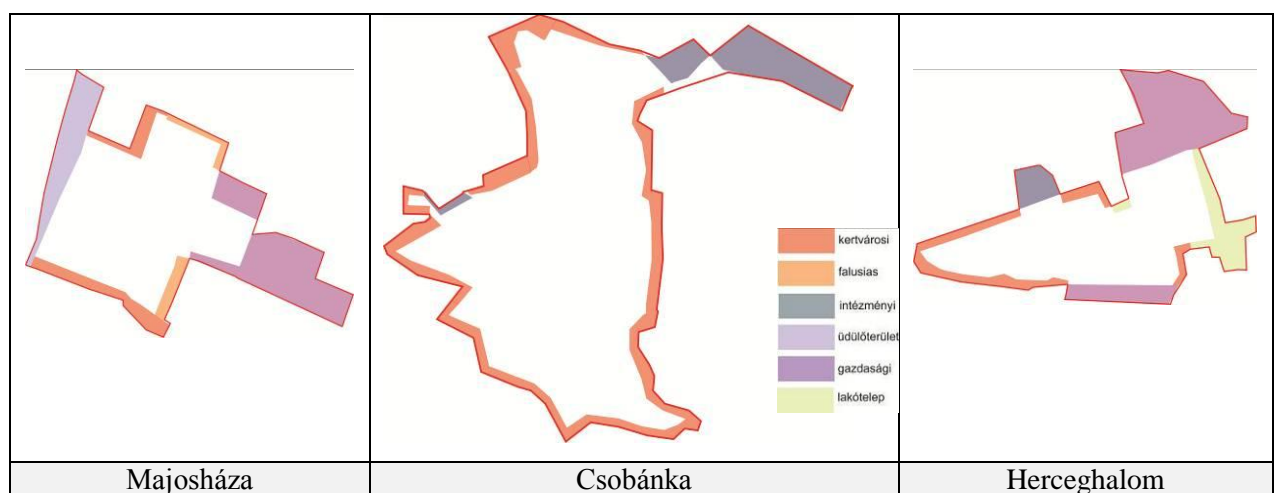 kertvárosi
falusias
intézményi
üdülőterület
gazdasági
lakótelep
Majosháza
Csobánka
Herceghalom